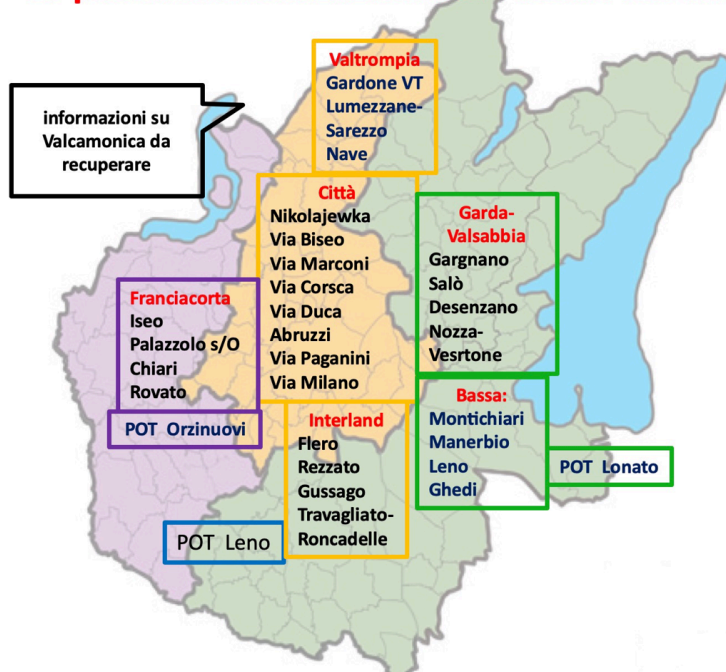 informazioni su
Valcamonica da
recuperare
Valtrompia
Gardone VT
Lumezzane-
Sarezzo
Nave
Città
Nikolajewka
Via Biseo
Via Marconi
Via Corsca
Via Duca
Abruzzi
Via Paganini
Via Milano
Garda-
Valsabbia
Gargnano
Salò
Desenzano
Nozza-
Vesrtone
Franciacorta
Iseo
Palazzolo s/O
Chiari
Rovato
POT Orzinuovi
Interland
Flero
Rezzato
Gussago
Travagliato-
Roncadelle
Bassa:
Montichiari
Manerbio
Leno
Ghedi
POT Lonato
POT Leno